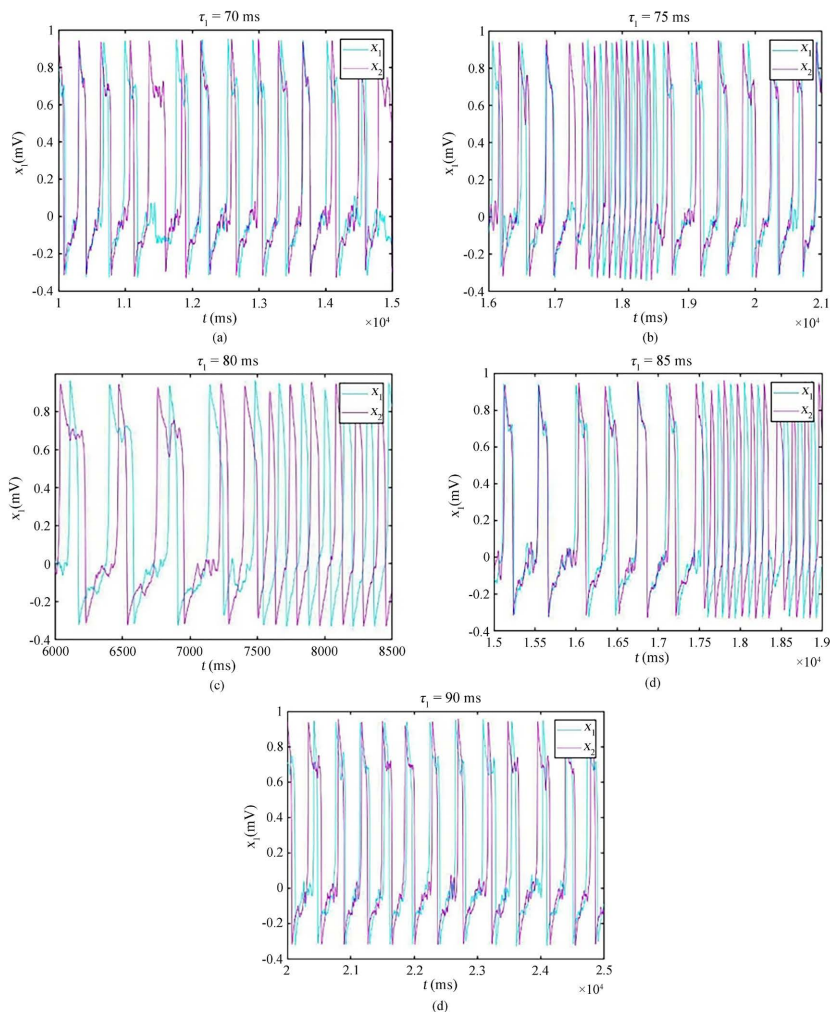 τ₁ = 70 ms
1
0.8
0.6
0.4
0.2
0
-0.2
-0.4
x₁(mV)
X₁
X₂
1 0 1.1 1.2 1.3 1.4 1.5
t (ms)
×10⁴
(a)
τ₁ = 75 ms
1
0.8
0.6
0.4
0.2
0
-0.2
-0.4
x₁(mV)
X₁
X₂
1.6 1.7 1.8 1.9 2 2.1
t (ms)
×10⁴
(b)
τ₁ = 80 ms
0.8
0.6
0.4
0.2
0
-0.2
-0.4
x₁(mV)
X₁
X₂
6000 6500 7000 7500 8000 8500
t (ms)
(c)
τ₁ = 85 ms
1
0.8
0.6
0.4
0.2
0
-0.2
-0.4
x₁(mV)
X₁
X₂
1.5 1.55 1.6 1.65 1.7 1.75 1.8 1.85 1.9
t (ms)
×10⁴
(d)
τ₁ = 90 ms
1
0.8
0.6
0.4
0.2
0
-0.2
-0.4
x₁(mV)
X₁
X₂
2 2.1 2.2 2.3 2.4 2.5
t (ms)
×10⁴
(d)